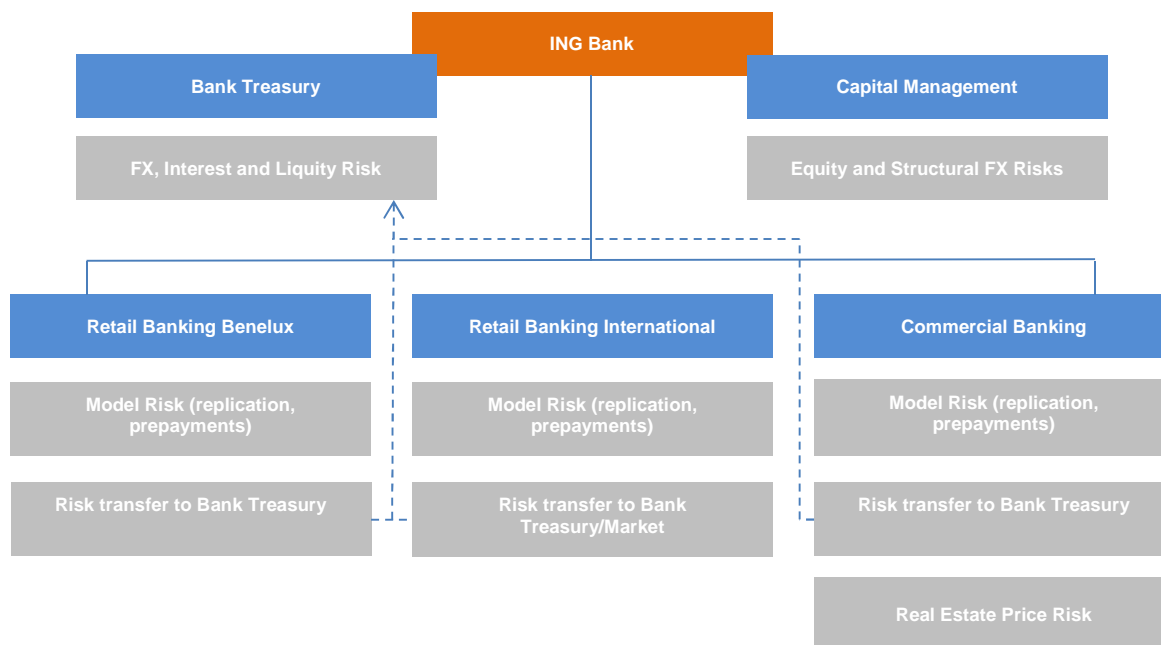 ING Bank
Bank Treasury
Capital Management
FX, Interest and Liquity Risk
Equity and Structural FX Risks
Retail Banking Benelux
Retail Banking International
Commercial Banking
Model Risk (replication,
prepayments)
Model Risk (replication,
prepayments)
Model Risk (replication,
prepayments)
Risk transfer to Bank Treasury
Risk transfer to Bank
Treasury/Market
Risk transfer to Bank Treasury
Real Estate Price Risk